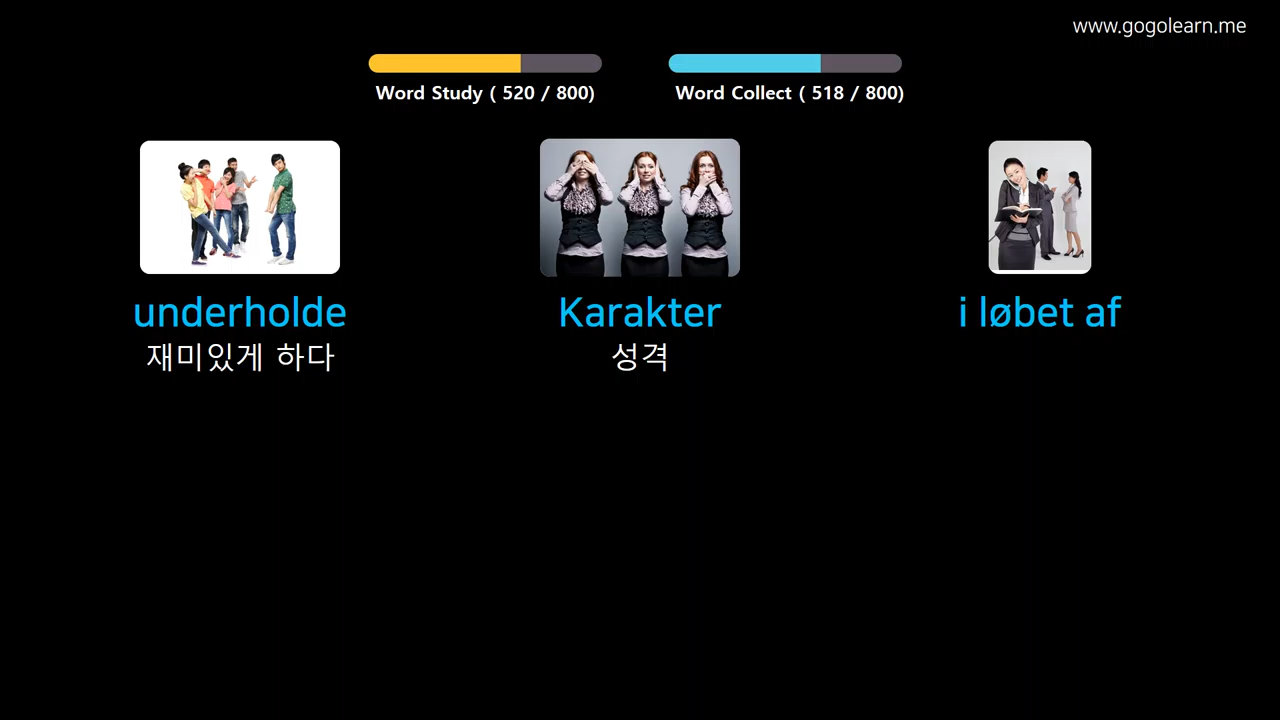 www.gogolearn.me
Word Study ( 520 / 800)
Word Collect ( 518 / 800)
underholde
재미있게 하다
Karakter
성격
i løbet af